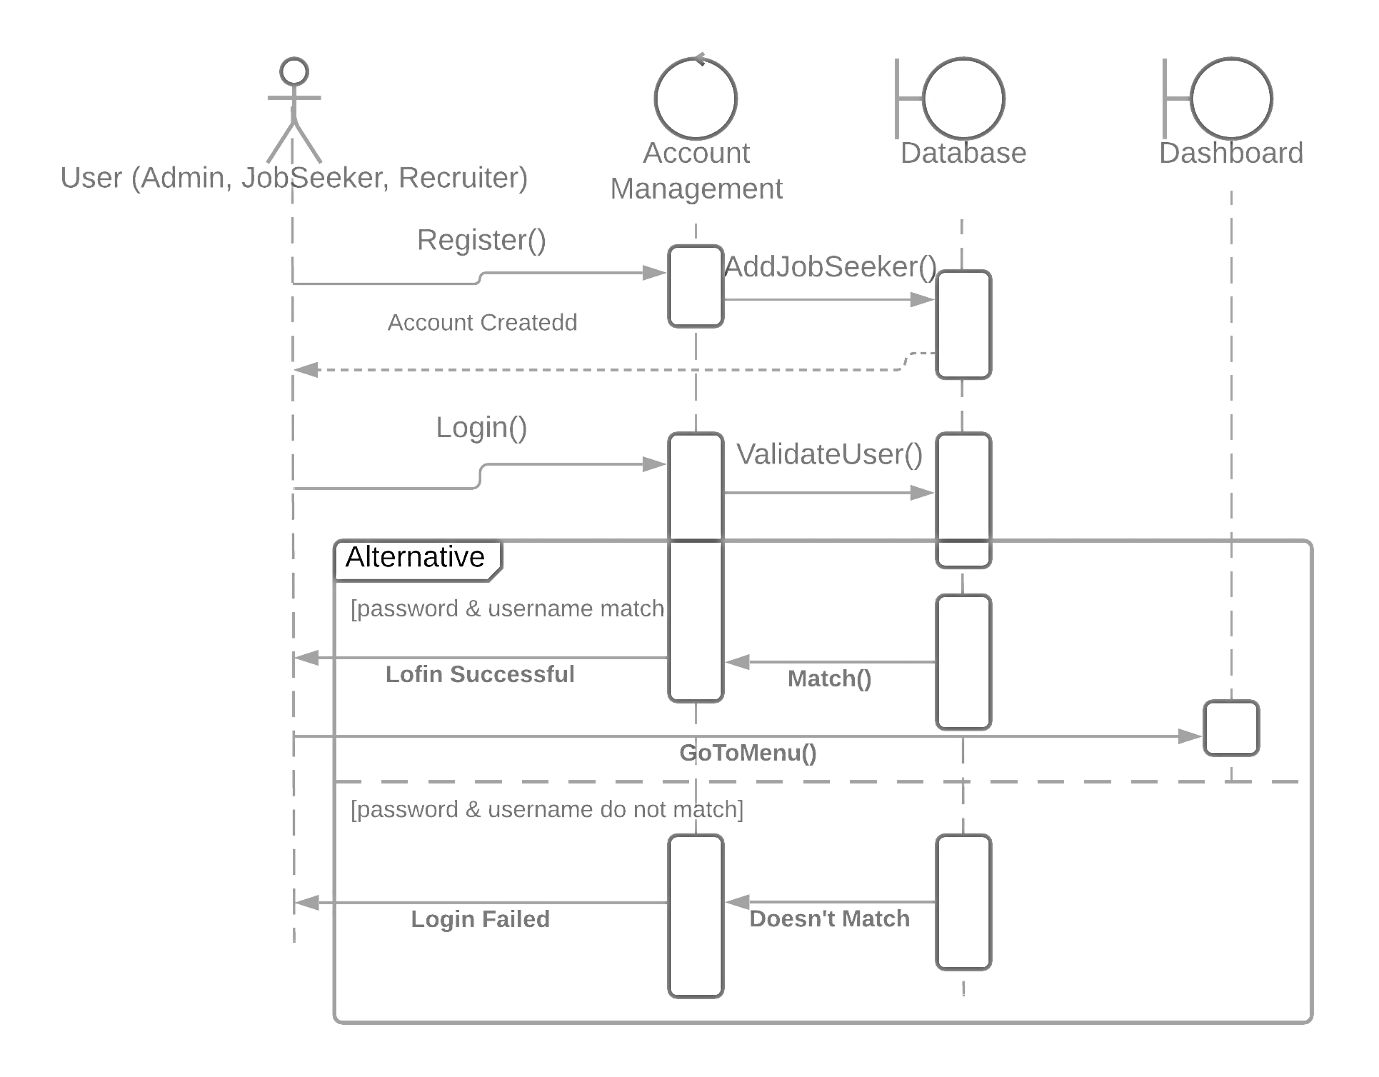 User (Admin, JobSeeker, Recruiter)
Account
Management
Database
Dashboard
Register()
AddJobSeeker()
Account Createdd
Login()
ValidateUser()
Alternative
[password & username match
Lofin Successful
Match()
GoToMenu()
[password & username do not match]
Login Failed
Doesn't Match